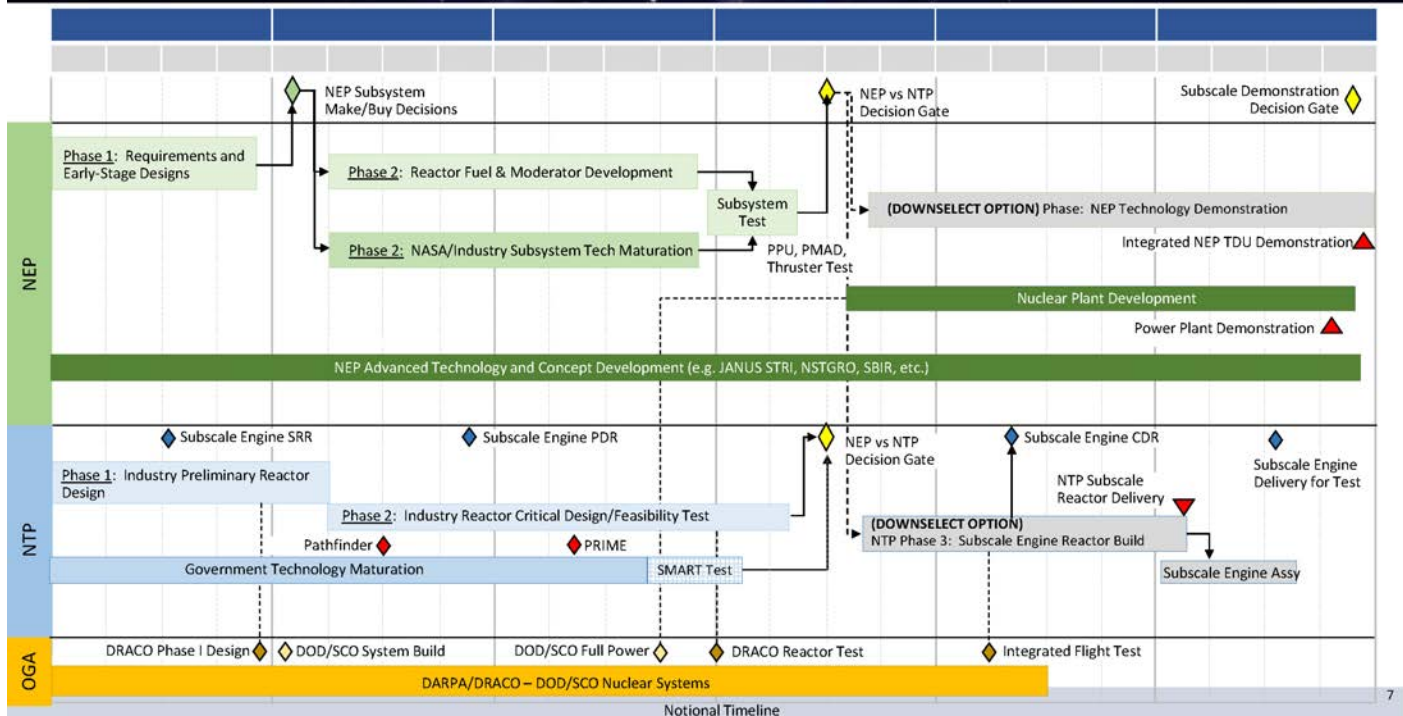 NEP Subsystem
Make/Buy Decisions
NEP vs NTP
Decision Gate
Subscale Demonstration
Decision Gate
NEP
Phase 1: Requirements and
Early-Stage Designs
Phase 2: Reactor Fuel & Moderator Development
Subsystem
Test
Phase 2: NASA/Industry Subsystem Tech Maturation
PPU, PMAD,
Thruster Test
(DOWNSELECT OPTION) Phase: NEP Technology Demonstration
Integrated NEP TDU Demonstration
Nuclear Plant Development
Power Plant Demonstration
NEP Advanced Technology and Concept Development (e.g. JANUS STRI, NSTGRO, SBIR, etc.)
NTP
Subscale Engine SRR
Subscale Engine PDR
NEP vs NTP
Decision Gate
Subscale Engine CDR
Subscale Engine
Delivery for Test
Phase 1: Industry Preliminary Reactor
Design
NTP Subscale
Reactor Delivery
Phase 2: Industry Reactor Critical Design/Feasibility Test
(DOWNSELECT OPTION)
NTP Phase 3: Subscale Engine Reactor Build
Pathfinder
PRIME
Government Technology Maturation
SMART Test
Subscale Engine Assy
OGA
DRACO Phase I Design
DOD/SCO System Build
DOD/SCO Full Power
DRACO Reactor Test
Integrated Flight Test
DARPA/DRACO – DOD/SCO Nuclear Systems
Notional Timeline
7